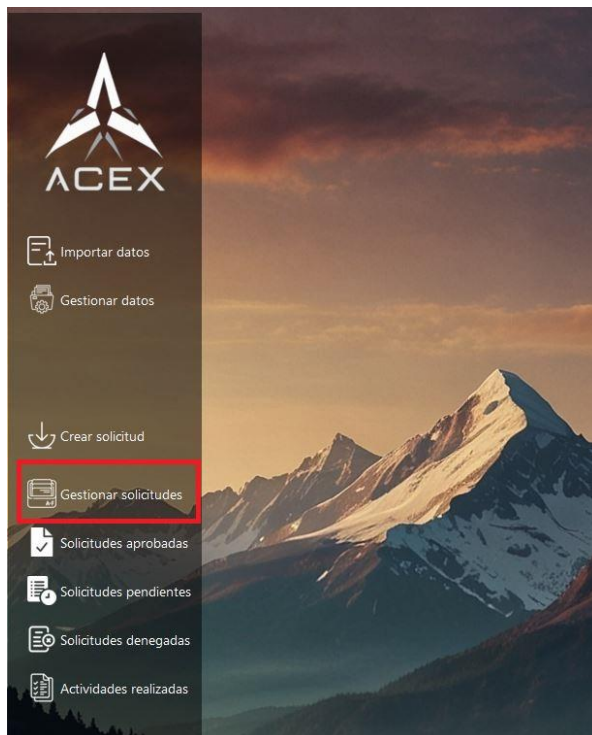 ACEX
Importar datos
Gestionar datos
Crear solicitud
Gestionar solicitudes
Solicitudes aprobadas
Solicitudes pendientes
Solicitudes denegadas
Actividades realizadas